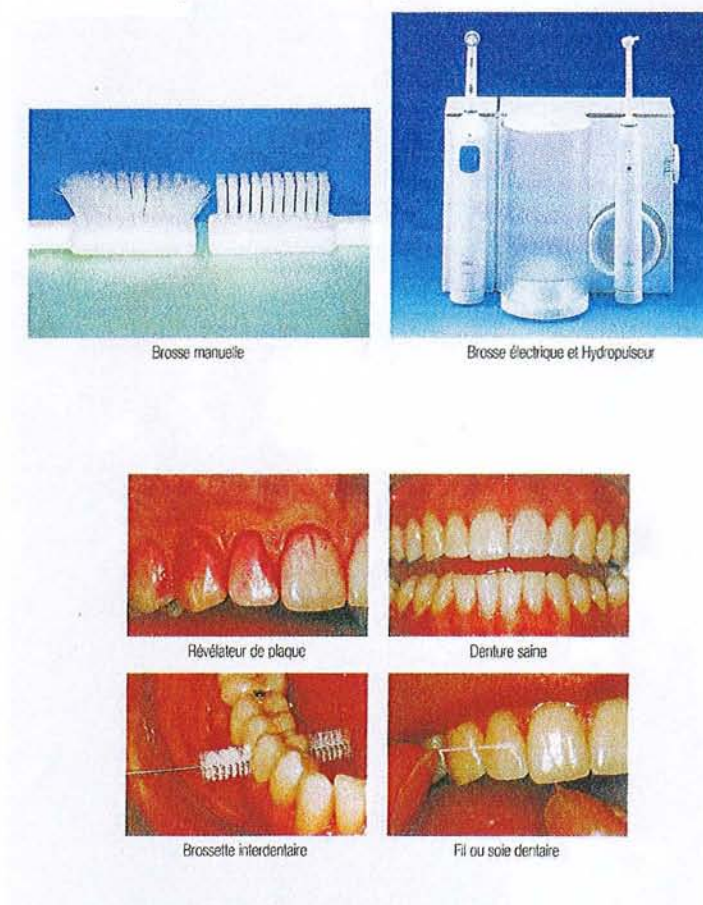 Brosse manuelle
Brosse électrique et Hydropulseur
Révélateur de plaque
Denture saine
Brossette interdentaire
Fil ou soie dentaire